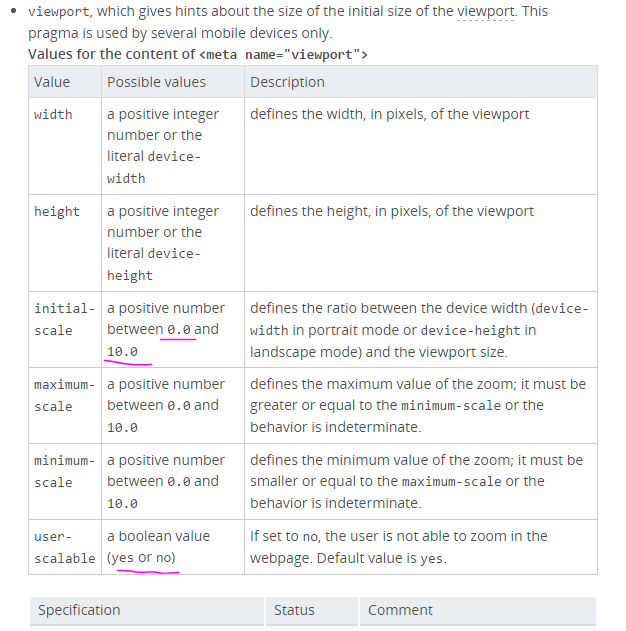 viewport, which gives hints about the size of the initial size of the viewport. This
pragma is used by several mobile devices only.
Values for the content of <meta name="viewport">
Value Possible values Description
width a positive integer defines the width, in pixels, of the viewport
number or the
literal device-
width
height a positive integer defines the height, in pixels, of the viewport
number or the
literal device-
height
initial- a positive number defines the ratio between the device width (device-
scale between 0.0 and width in portrait mode or device-height in
10.0 landscape mode) and the viewport size.
maximum- a positive number defines the maximum value of the zoom; it must be
scale between 0.0 and greater or equal to the minimum-scale or the
10.0 behavior is indeterminate.
minimum- a positive number defines the minimum value of the zoom; it must be
scale between 0.0 and smaller or equal to the maximum-scale or the
10.0 behavior is indeterminate.
user- a boolean value If set to no, the user is not able to zoom in the
scalable (yes or no) webpage. Default value is yes.
Specification Status Comment